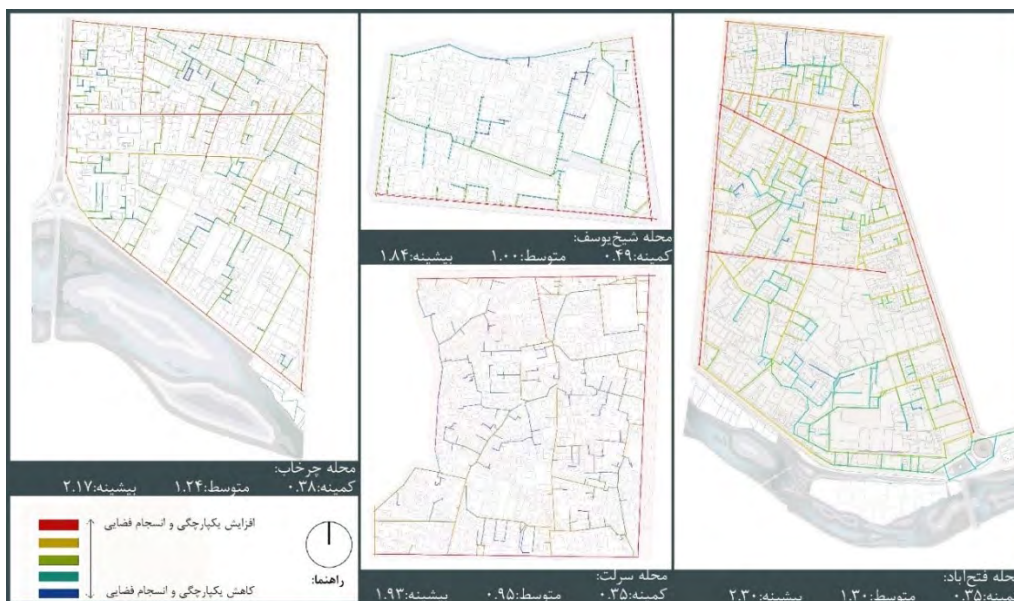 محله شیخ‌یوسف:
کمینه:۰.۴۹ متوسط:۱.۰۰ بیشینه:۱.۸۴
محله چرخاب:
کمینه:۰.۳۸ متوسط:۱.۲۴ بیشینه:۲.۱۷
افزایش یکپارچگی و انسجام فضایی
کاهش یکپارچگی و انسجام فضایی
راهنما:
محله سرلت:
کمینه:۰.۳۵ متوسط:۰.۹۵ بیشینه:۱.۹۳
محله فتح‌آباد:
کمینه:۰.۳۵ متوسط:۱.۳۰ بیشینه:۲.۳۰